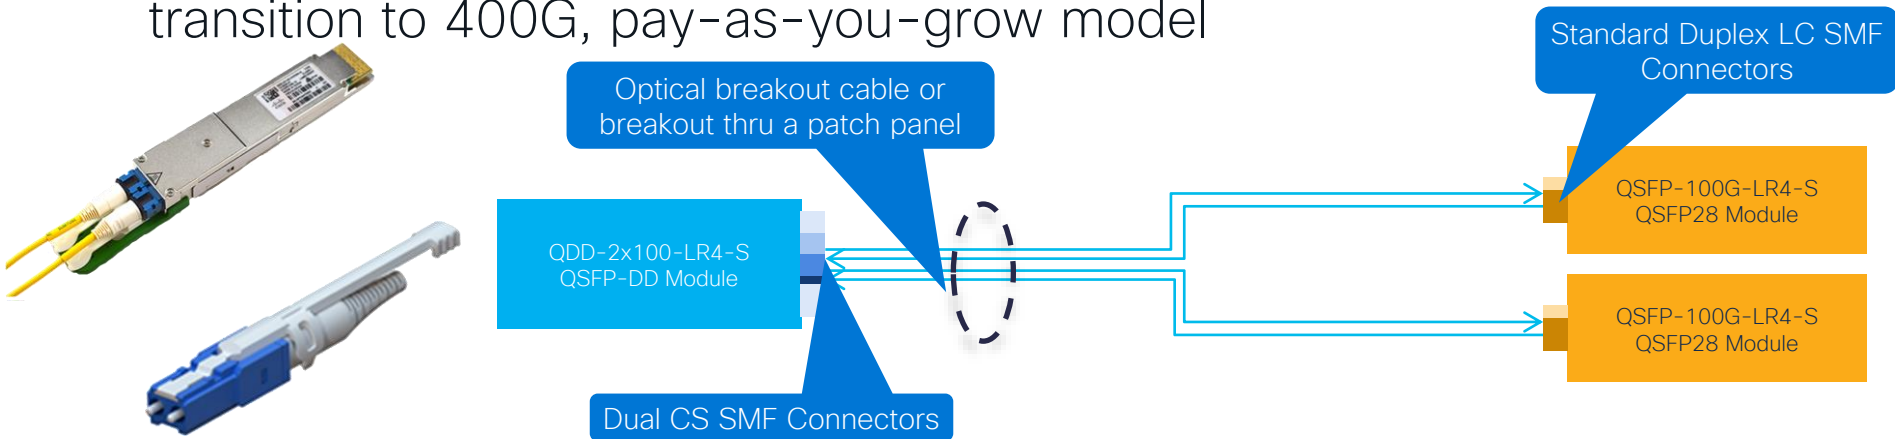 transition to 400G, pay-as-you-grow model
Standard Duplex LC SMF
Connectors
Optical breakout cable or
breakout thru a patch panel
QDD-2x100-LR4-S
QSFP-DD Module
QSFP-100G-LR4-S
QSFP28 Module
QSFP-100G-LR4-S
QSFP28 Module
Dual CS SMF Connectors